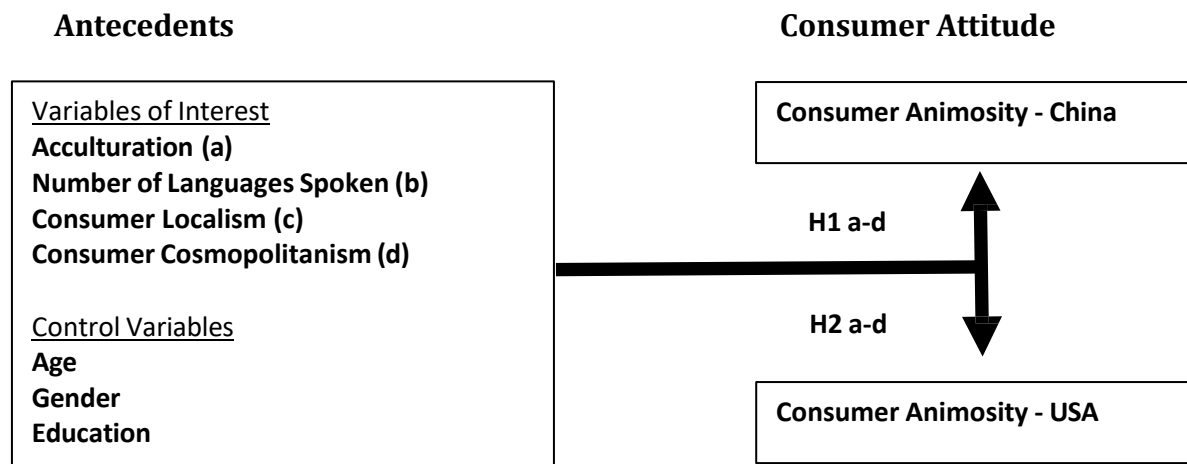 Antecedents
Consumer Attitude
Variables of Interest
Acculturation (a)
Number of Languages Spoken (b)
Consumer Localism (c)
Consumer Cosmopolitanism (d)
Control Variables
Age
Gender
Education
Consumer Animosity - China
H1 a-d
H2 a-d
Consumer Animosity - USA